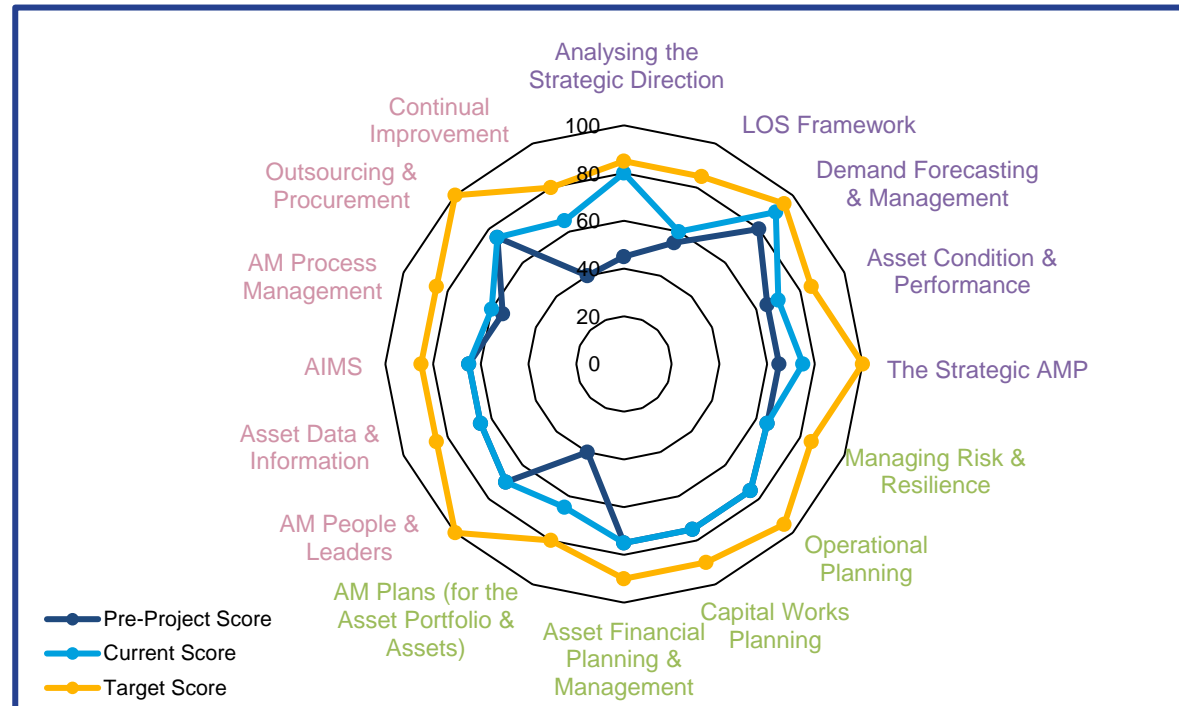 Analysing the
Strategic Direction
LOS Framework
Demand Forecasting
& Management
Asset Condition &
Performance
The Strategic AMP
Managing Risk &
Resilience
Operational
Planning
Capital Works
Planning
Asset Financial
Planning &
Management
AM Plans (for the
Asset Portfolio &
Assets)
AM People &
Leaders
Asset Data &
Information
AIMS
AM Process
Management
Outsourcing &
Procurement
Continual
Improvement
100
80
60
40
20
0
Pre-Project Score
Current Score
Target Score